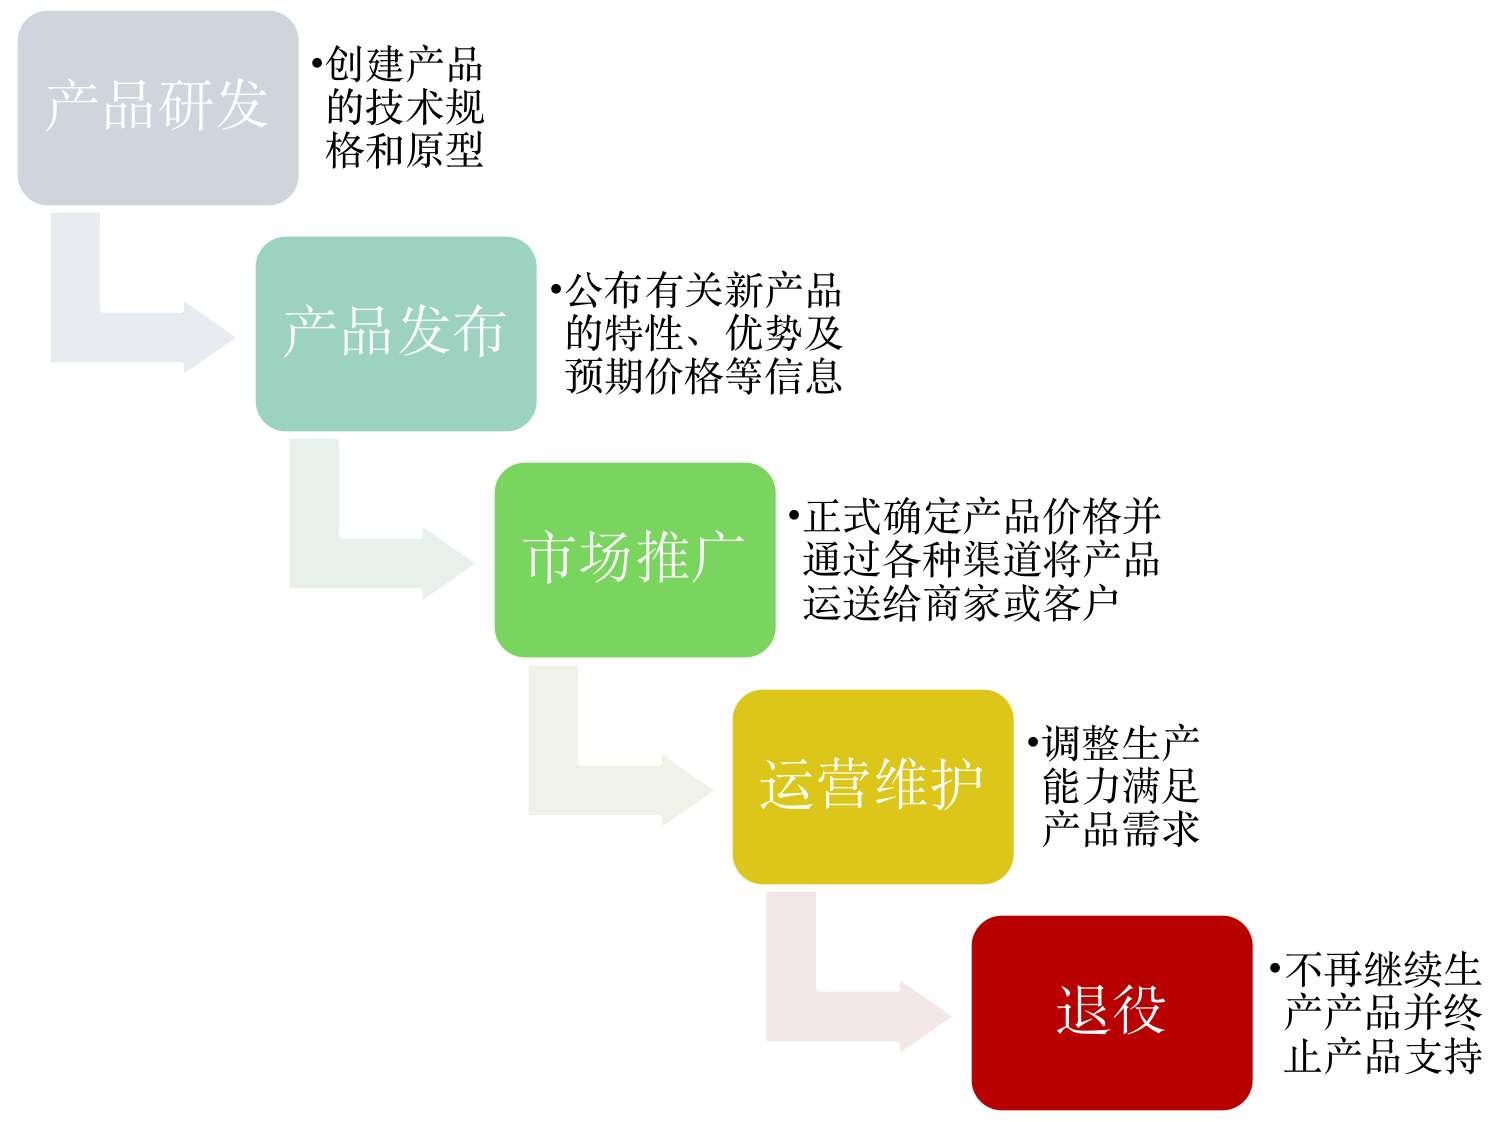 产品研发
•创建产品
的技术规
格和原型
产品发布
•公布有关新产品
的特性、优势及
预期价格等信息
市场推广
•正式确定产品价格并
通过各种渠道将产品
运送给商家或客户
运营维护
•调整生产
能力满足
产品需求
退役
•不再继续生
产产品并终
止产品支持